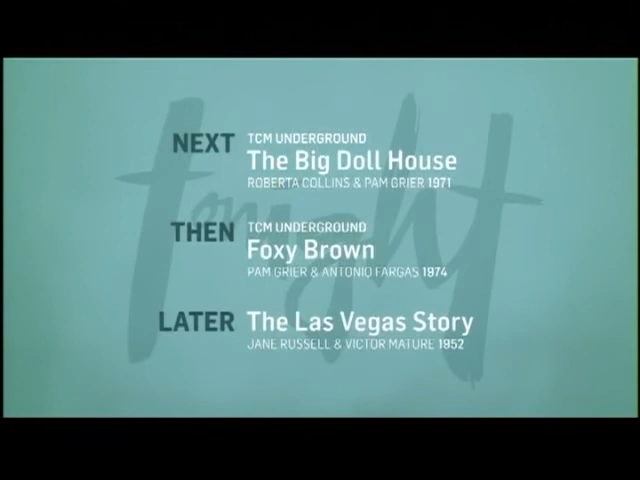 tonight
NEXT
TCM UNDERGROUND
The Big Doll House
ROBERTA COLLINS & PAM GRIER 1971
THEN
TCM UNDERGROUND
Foxy Brown
PAM GRIER & ANTONIO FARGAS 1974
LATER
The Las Vegas Story
JANE RUSSELL & VICTOR MATURE 1952